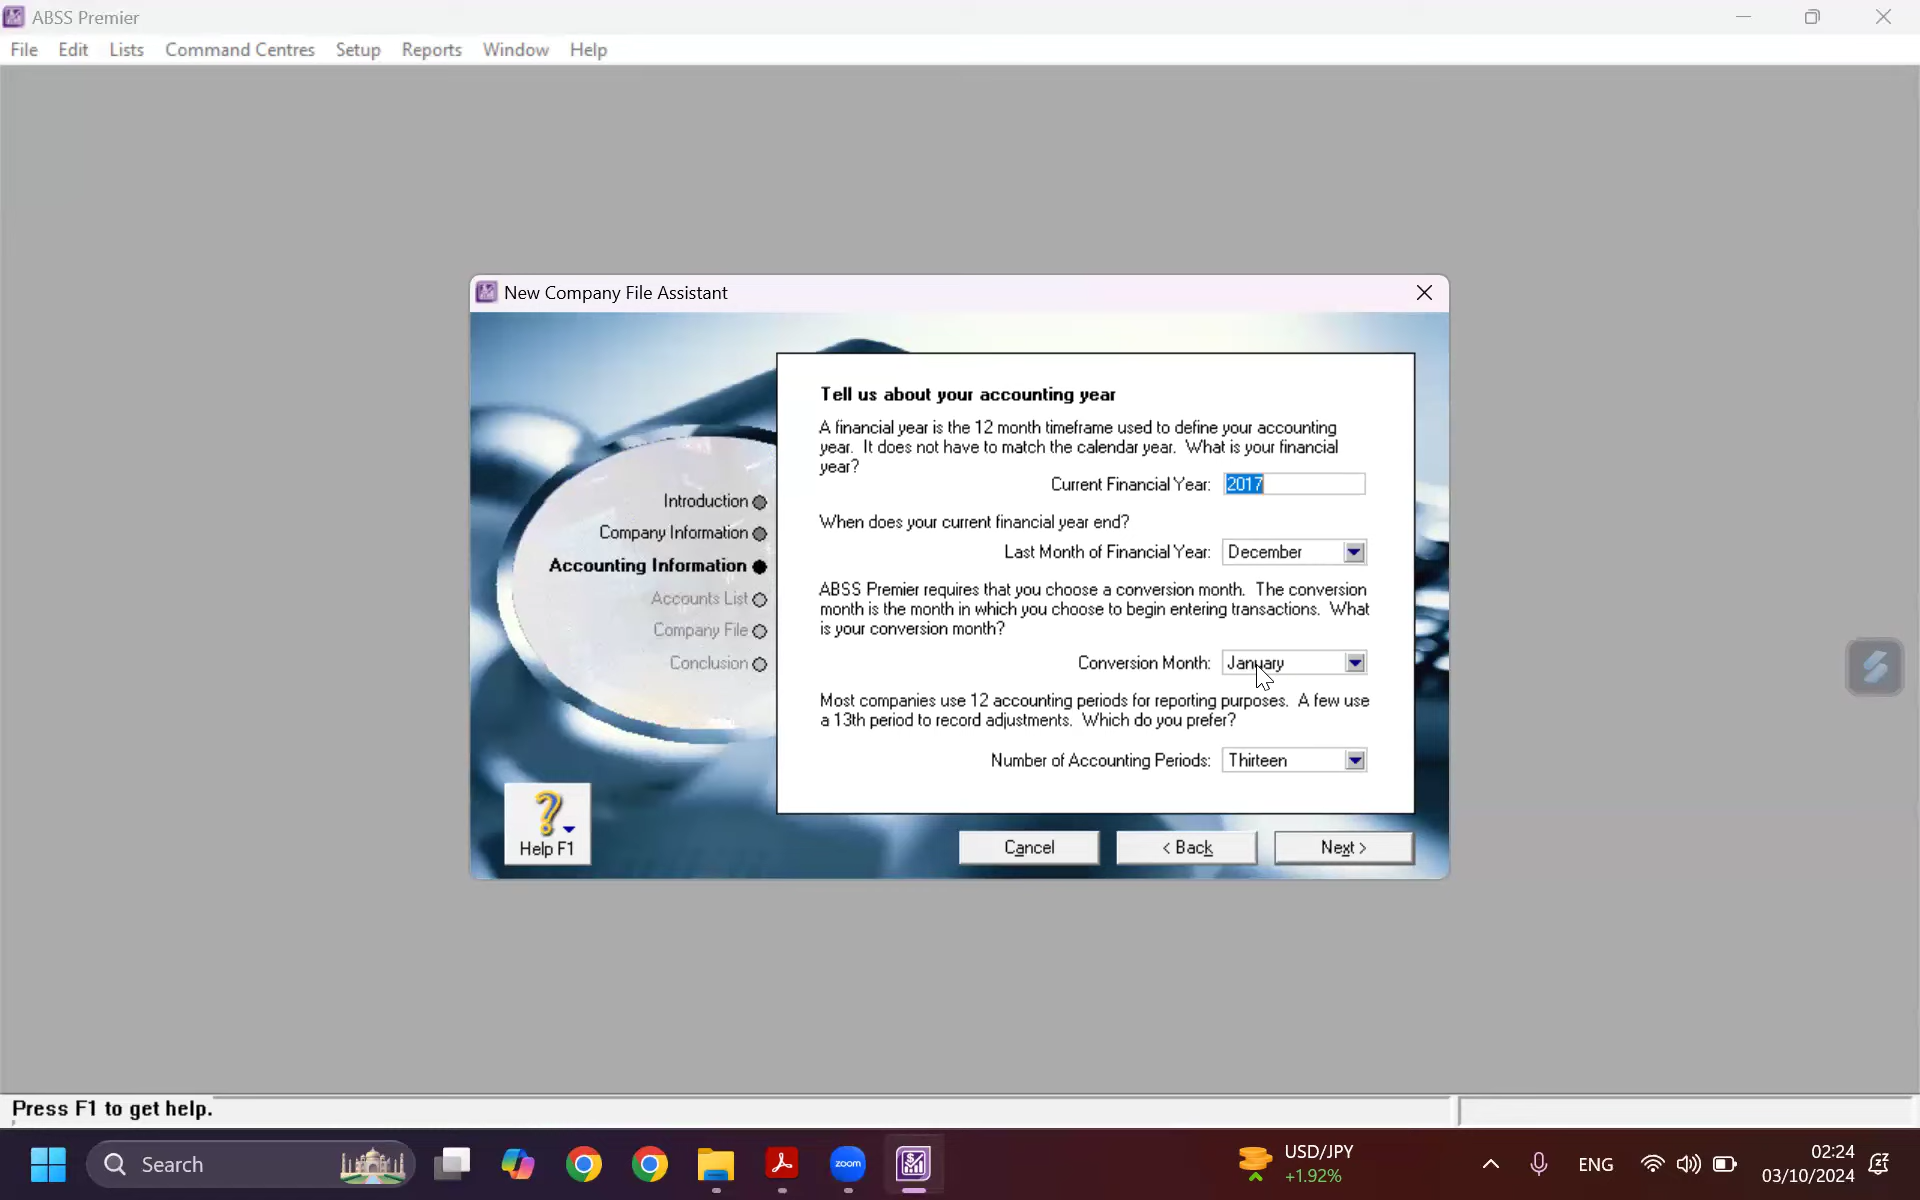 ABSS Premier
File Edit Lists Command Centres Setup Reports Window Help
New Company File Assistant
Introduction
Company Information
Accounting Information
Accounts List
Company File
Conclusion
Help F1
Tell us about your accounting year
A financial year is the 12 month timeframe used to define your accounting
year. It does not have to match the calendar year. What is your financial
year?
Current Financial Year: 2017
When does your current financial year end?
Last Month of Financial Year: December
ABSS Premier requires that you choose a conversion month. The conversion
month is the month in which you choose to begin entering transactions. What
is your conversion month?
Conversion Month: January
Most companies use 12 accounting periods for reporting purposes. A few use
a 13th period to record adjustments. Which do you prefer?
Number of Accounting Periods: Thirteen
Cancel < Back Next >
Press F1 to get help.
Search
zoom
USD/JPY
+1.92%
ENG
02:24
03/10/2024